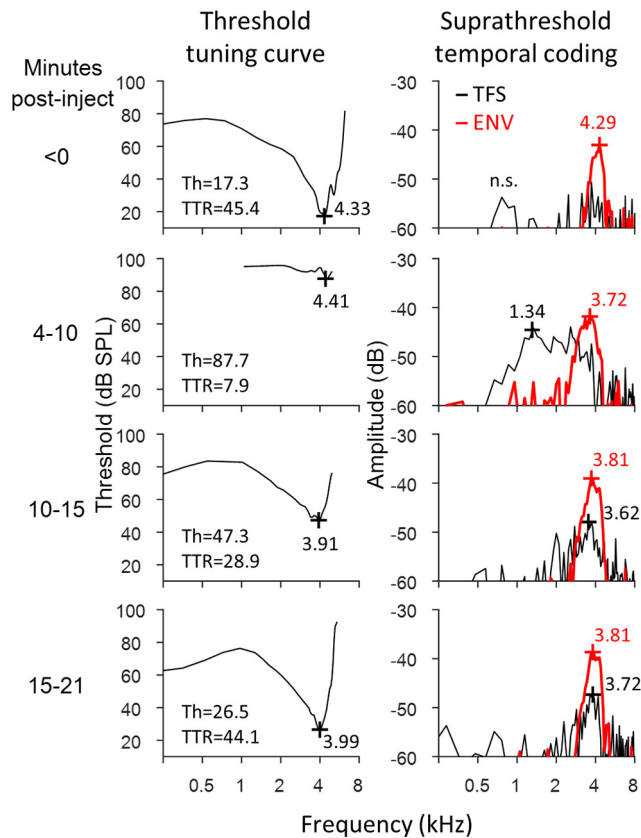 Threshold
tuning curve
Suprathreshold
temporal coding
Minutes
post-inject
<0
100
80
60
40
20
Th=17.3
TTR=45.4
4.33
-30
-40
-50
-60
TFS
ENV
4.29
n.s.
4-10
100
80
60
40
20
4.41
Th=87.7
TTR=7.9
-30
-40
-50
-60
1.34
3.72
Threshold (dB SPL)
Amplitude (dB)
10-15
100
80
60
40
20
Th=47.3
TTR=28.9
3.91
-30
-40
-50
-60
3.81
3.62
15-21
100
80
60
40
20
Th=26.5
TTR=44.1
3.99
-30
-40
-50
-60
3.81
3.72
0.5 1 2 4 8
0.5 1 2 4 8
Frequency (kHz)